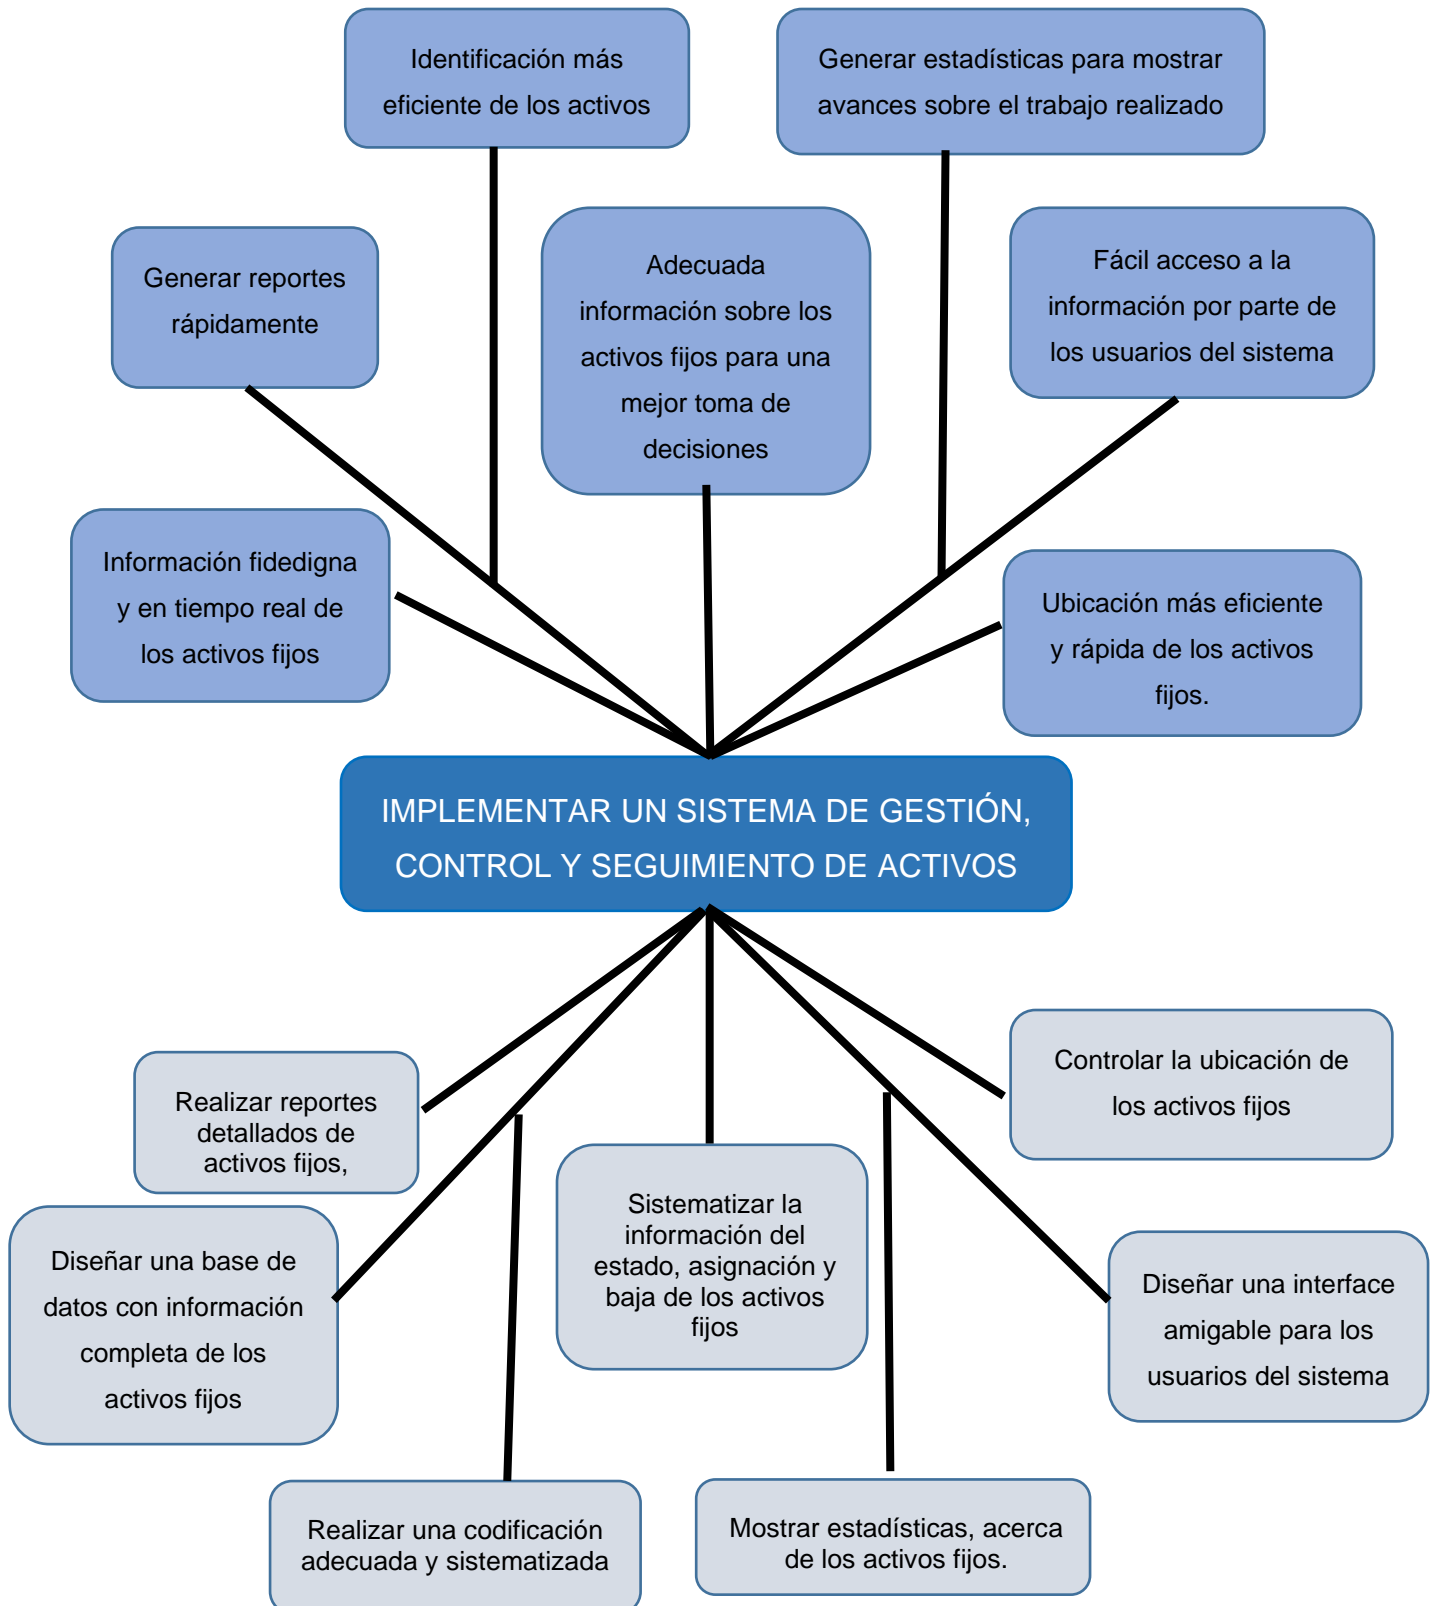 Identificación más
eficiente de los activos
Generar estadísticas para mostrar
avances sobre el trabajo realizado
Generar reportes
rápidamente
Adecuada
información sobre los
activos fijos para una
mejor toma de
decisiones
Fácil acceso a la
información por parte de
los usuarios del sistema
Información fidedigna
y en tiempo real de
los activos fijos
Ubicación más eficiente
y rápida de los activos
fijos.
IMPLEMENTAR UN SISTEMA DE GESTIÓN,
CONTROL Y SEGUIMIENTO DE ACTIVOS
Realizar reportes
detallados de
activos fijos,
Controlar la ubicación de
los activos fijos
Sistematizar la
información del
estado, asignación y
baja de los activos
fijos
Diseñar una base de
datos con información
completa de los
activos fijos
Diseñar una interface
amigable para los
usuarios del sistema
Realizar una codificación
adecuada y sistematizada
Mostrar estadísticas, acerca
de los activos fijos.